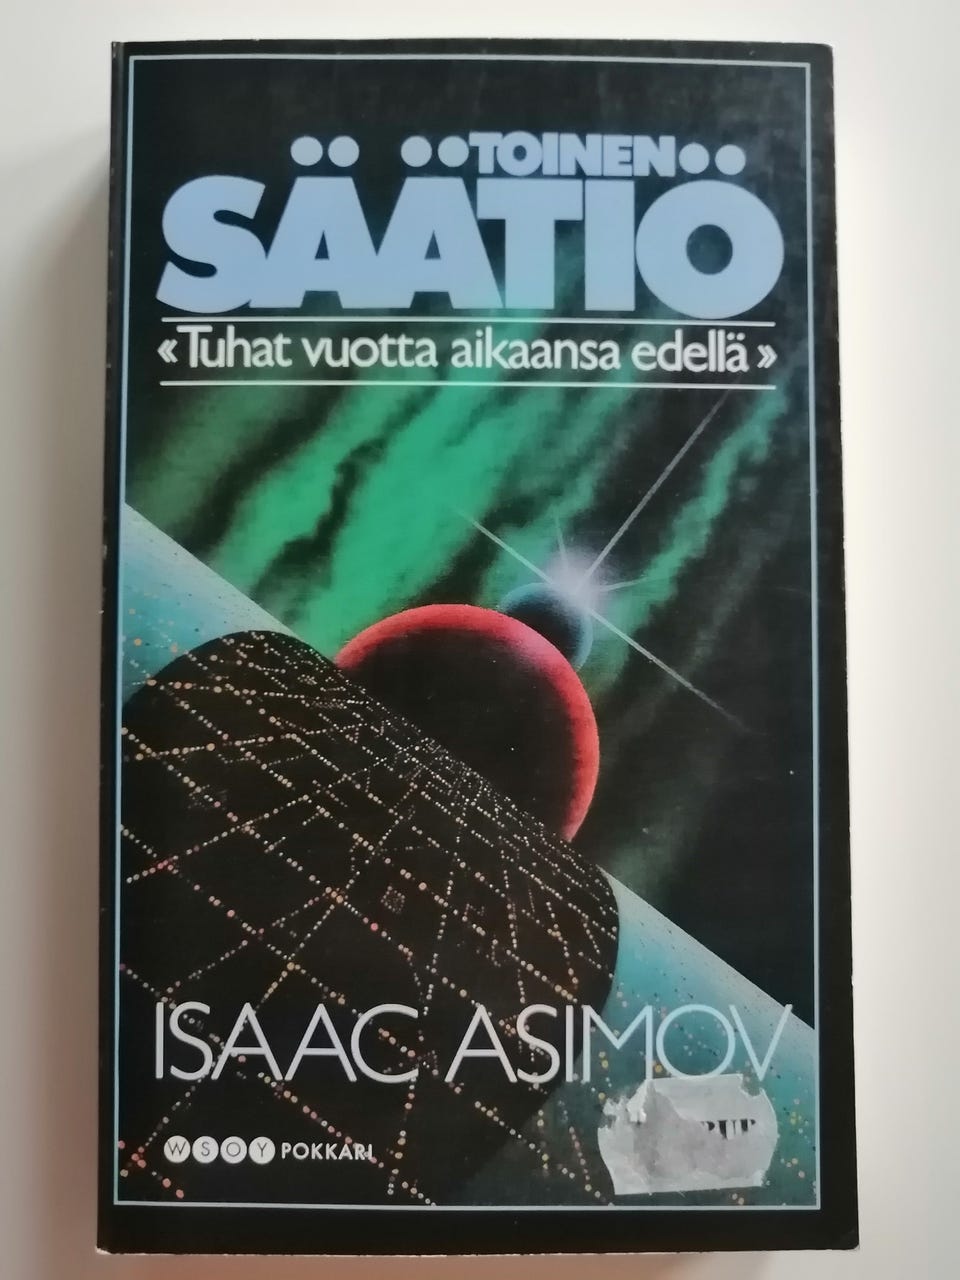 TOINEN
SÄÄTIÖ
«Tuhat vuotta aikaansa edellä»
ISAAC ASIMOV
WSOY POKKARI